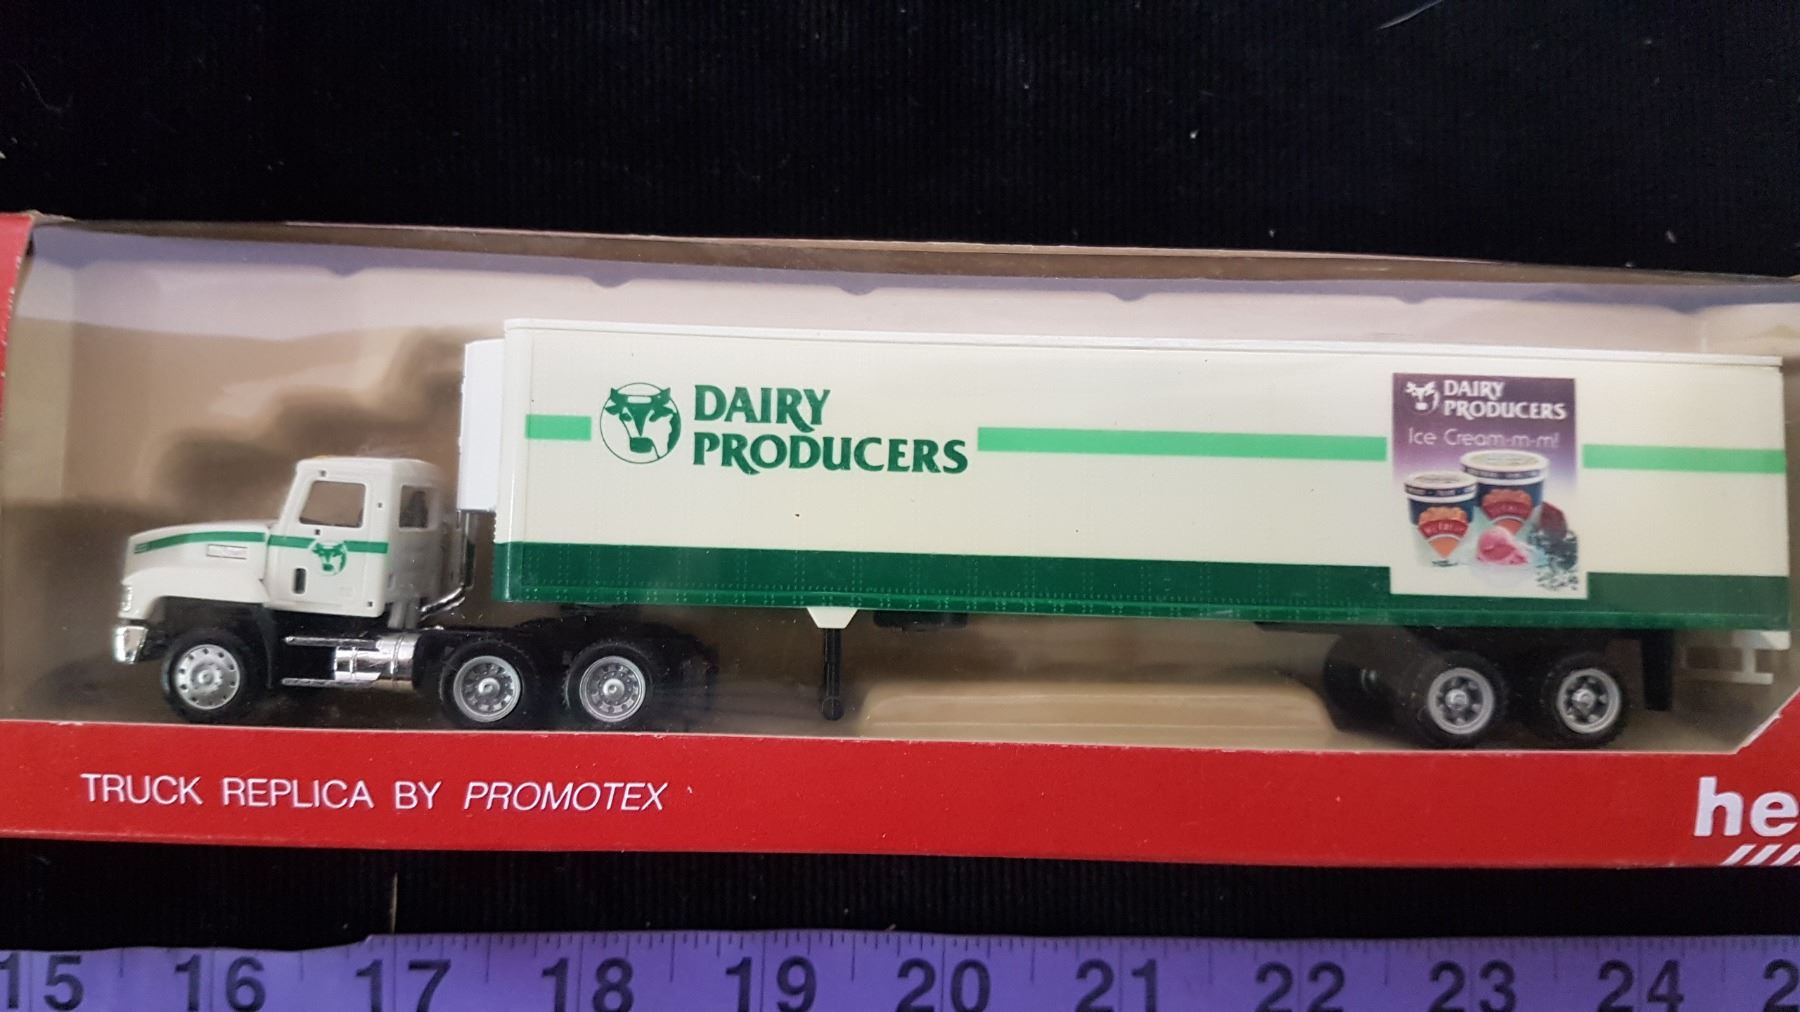 DAIRY
PRODUCERS
DAIRY
PRODUCERS
Ice Cream-m-m!
TRUCK REPLICA BY PROMOTEX
he
15 16 17 18 19 20 21 22 23 24 2